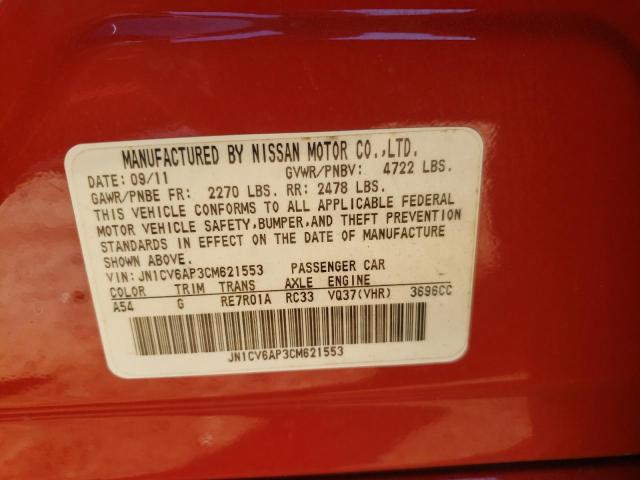 MANUFACTURED BY NISSAN MOTOR CO.,LTD.
DATE: 09/11 GVWR/PNBV: 4722 LBS.
GAWR/PNBE FR: 2270 LBS. RR: 2478 LBS.
THIS VEHICLE CONFORMS TO ALL APPLICABLE FEDERAL
MOTOR VEHICLE SAFETY, BUMPER, AND THEFT PREVENTION
STANDARDS IN EFFECT ON THE DATE OF MANUFACTURE
SHOWN ABOVE.
VIN: JN1CV6AP3CM621553 PASSENGER CAR
COLOR TRIM TRANS AXLE ENGINE
A54 G RE7R01A RC33 VQ37(VHR) 3696CC
JN1CV6AP3CM621553